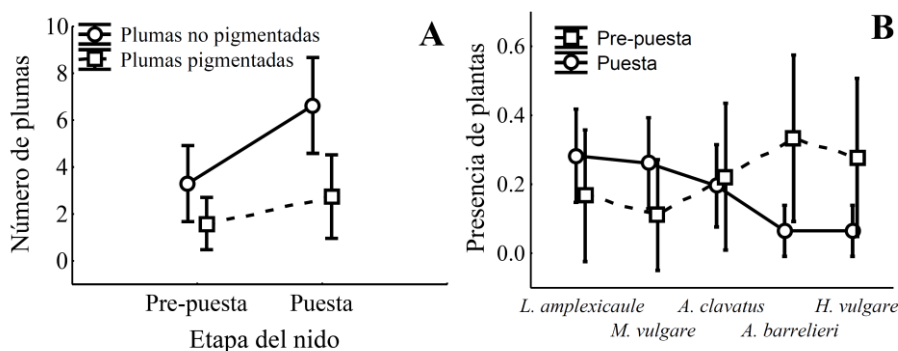 A
Plumas no pigmentadas
Plumas pigmentadas
Número de plumas
10
8
6
4
2
0
Pre-puesta Puesta
Etapa del nido
B
Pre-puesta
Puesta
Presencia de plantas
0.6
0.4
0.2
0.0
L. amplexicaule A. clavatus H. vulgare
M. vulgare A. barrelieri